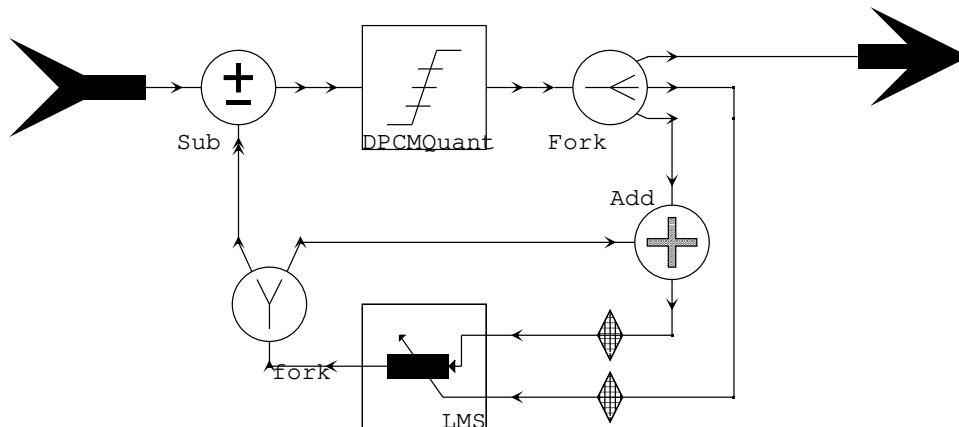 Sub
DPCMQuant
Fork
Add
fork
LMS